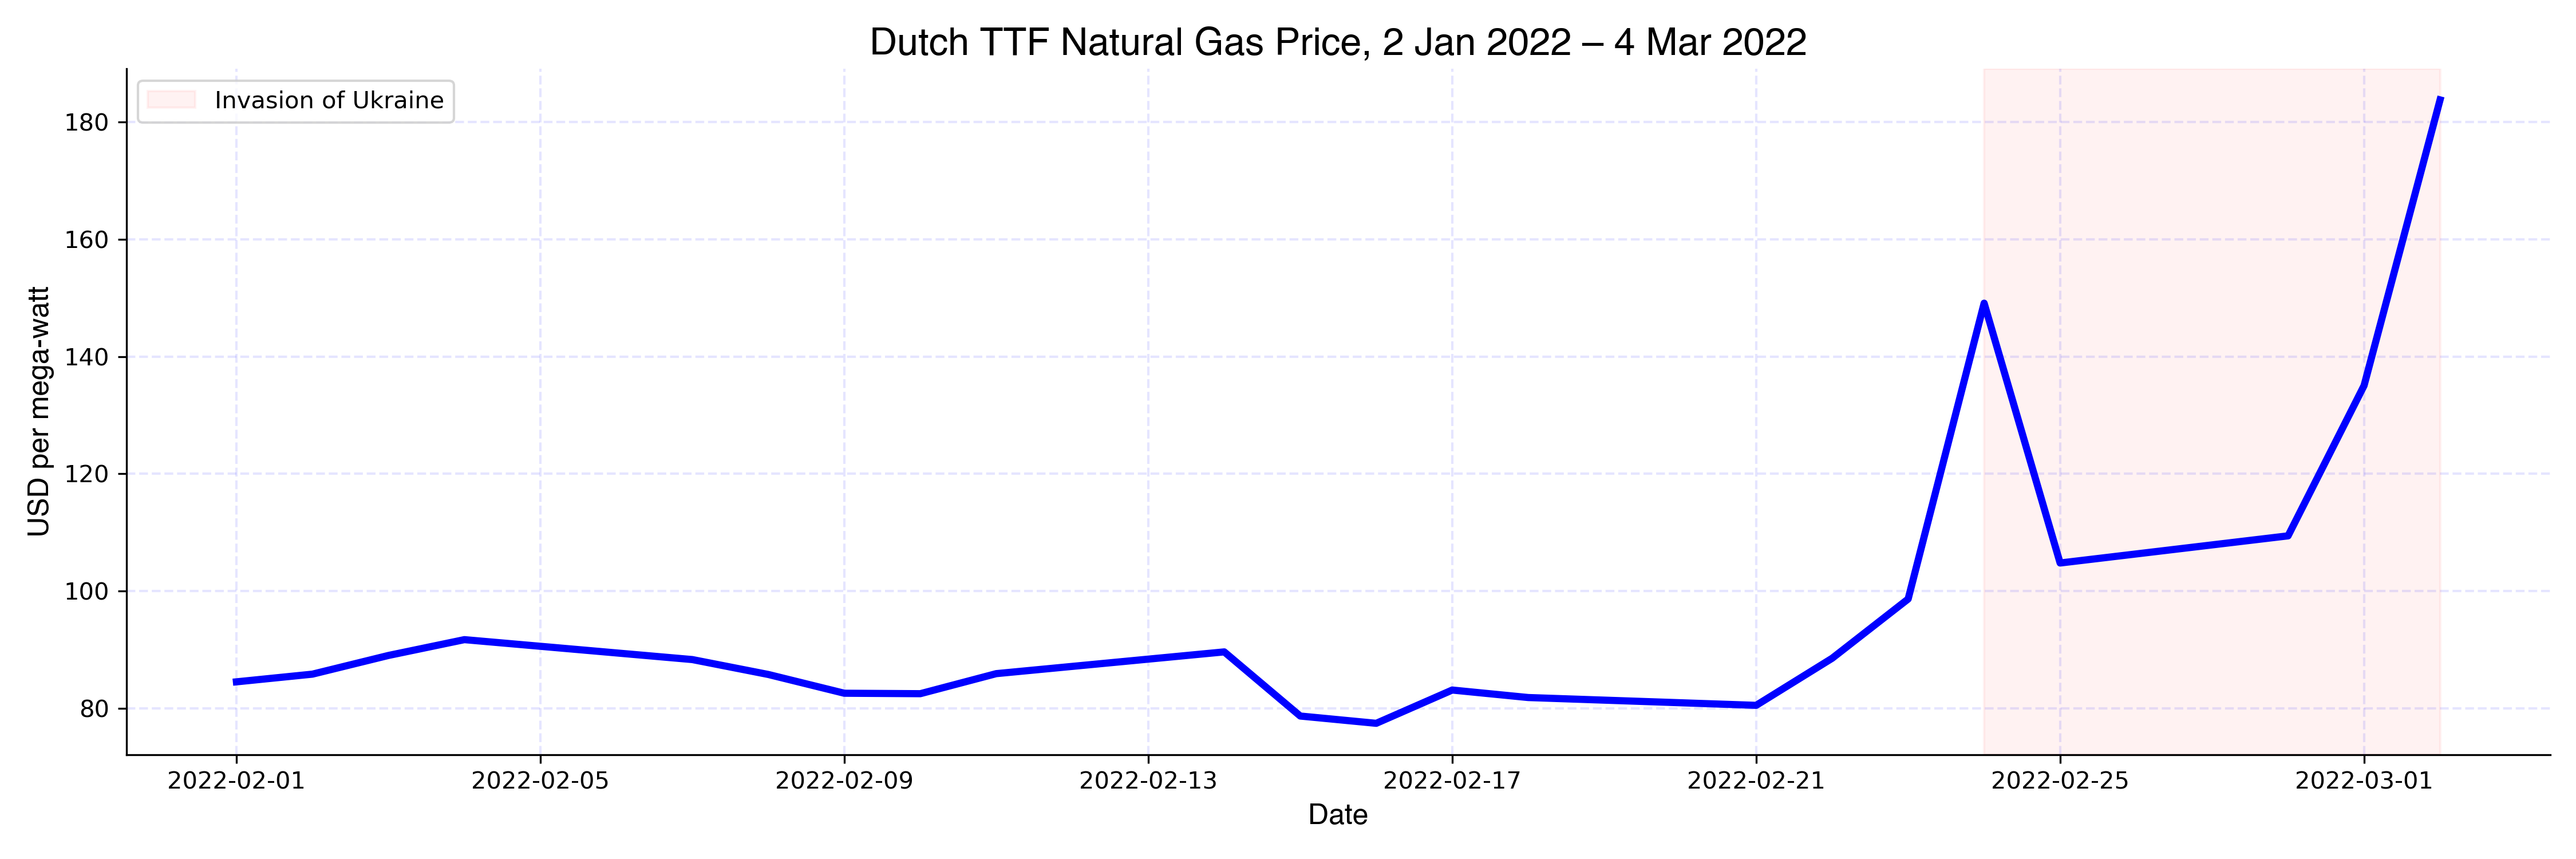 Dutch TTF Natural Gas Price, 2 Jan 2022 – 4 Mar 2022
Invasion of Ukraine
USD per mega-watt
180
160
140
120
100
80
2022-02-01 2022-02-05 2022-02-09 2022-02-13 2022-02-17 2022-02-21 2022-02-25 2022-03-01
Date